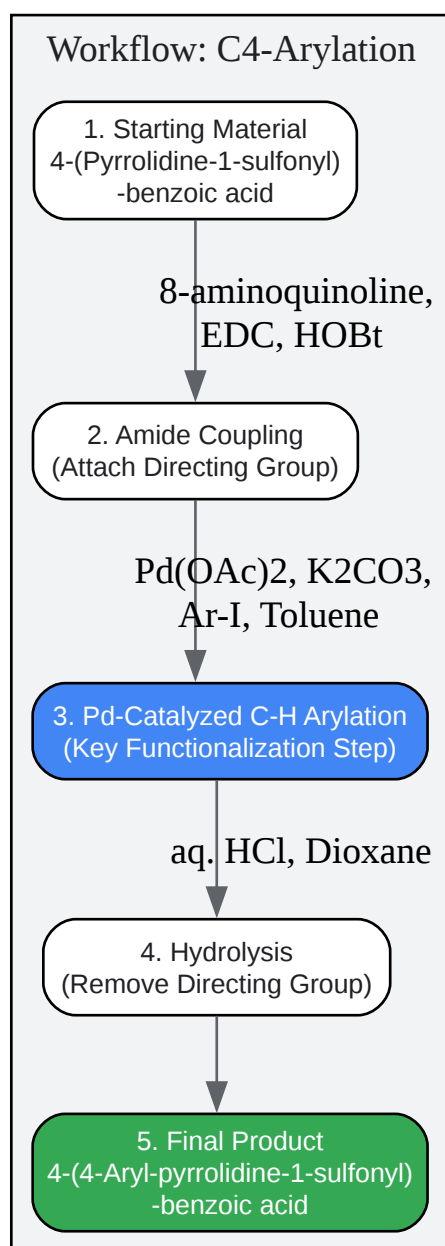 Workflow: C4-Arylation
1. Starting Material
4-(Pyrrolidine-1-sulfonyl)
-benzoic acid
8-aminoquinoline,
EDC, HOBt
2. Amide Coupling
(Attach Directing Group)
Pd(OAc)2, K2CO3,
Ar-I, Toluene
3. Pd-Catalyzed C-H Arylation
(Key Functionalization Step)
aq. HCl, Dioxane
4. Hydrolysis
(Remove Directing Group)
5. Final Product
4-(4-Aryl-pyrrolidine-1-sulfonyl)
-benzoic acid